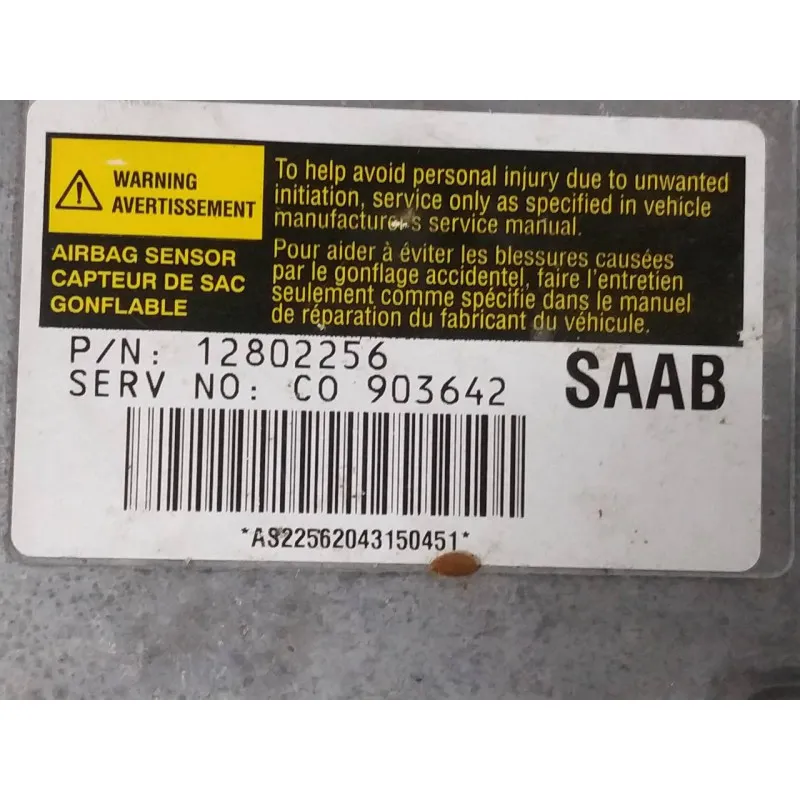 WARNING
AVERTISSEMENT
AIRBAG SENSOR
CAPTEUR DE SAC
GONFLABLE
To help avoid personal injury due to unwanted
initiation, service only as specified in vehicle
manufacturer's service manual.
Pour aider à éviter les blessures causées
par le gonflage accidentel, faire l'entretien
seulement comme spécifie dans le manuel
de réparation du fabricant du véhicule.
P/N: 12802256
SERV NO: CO 903642
SAAB
*AS22562043150451*